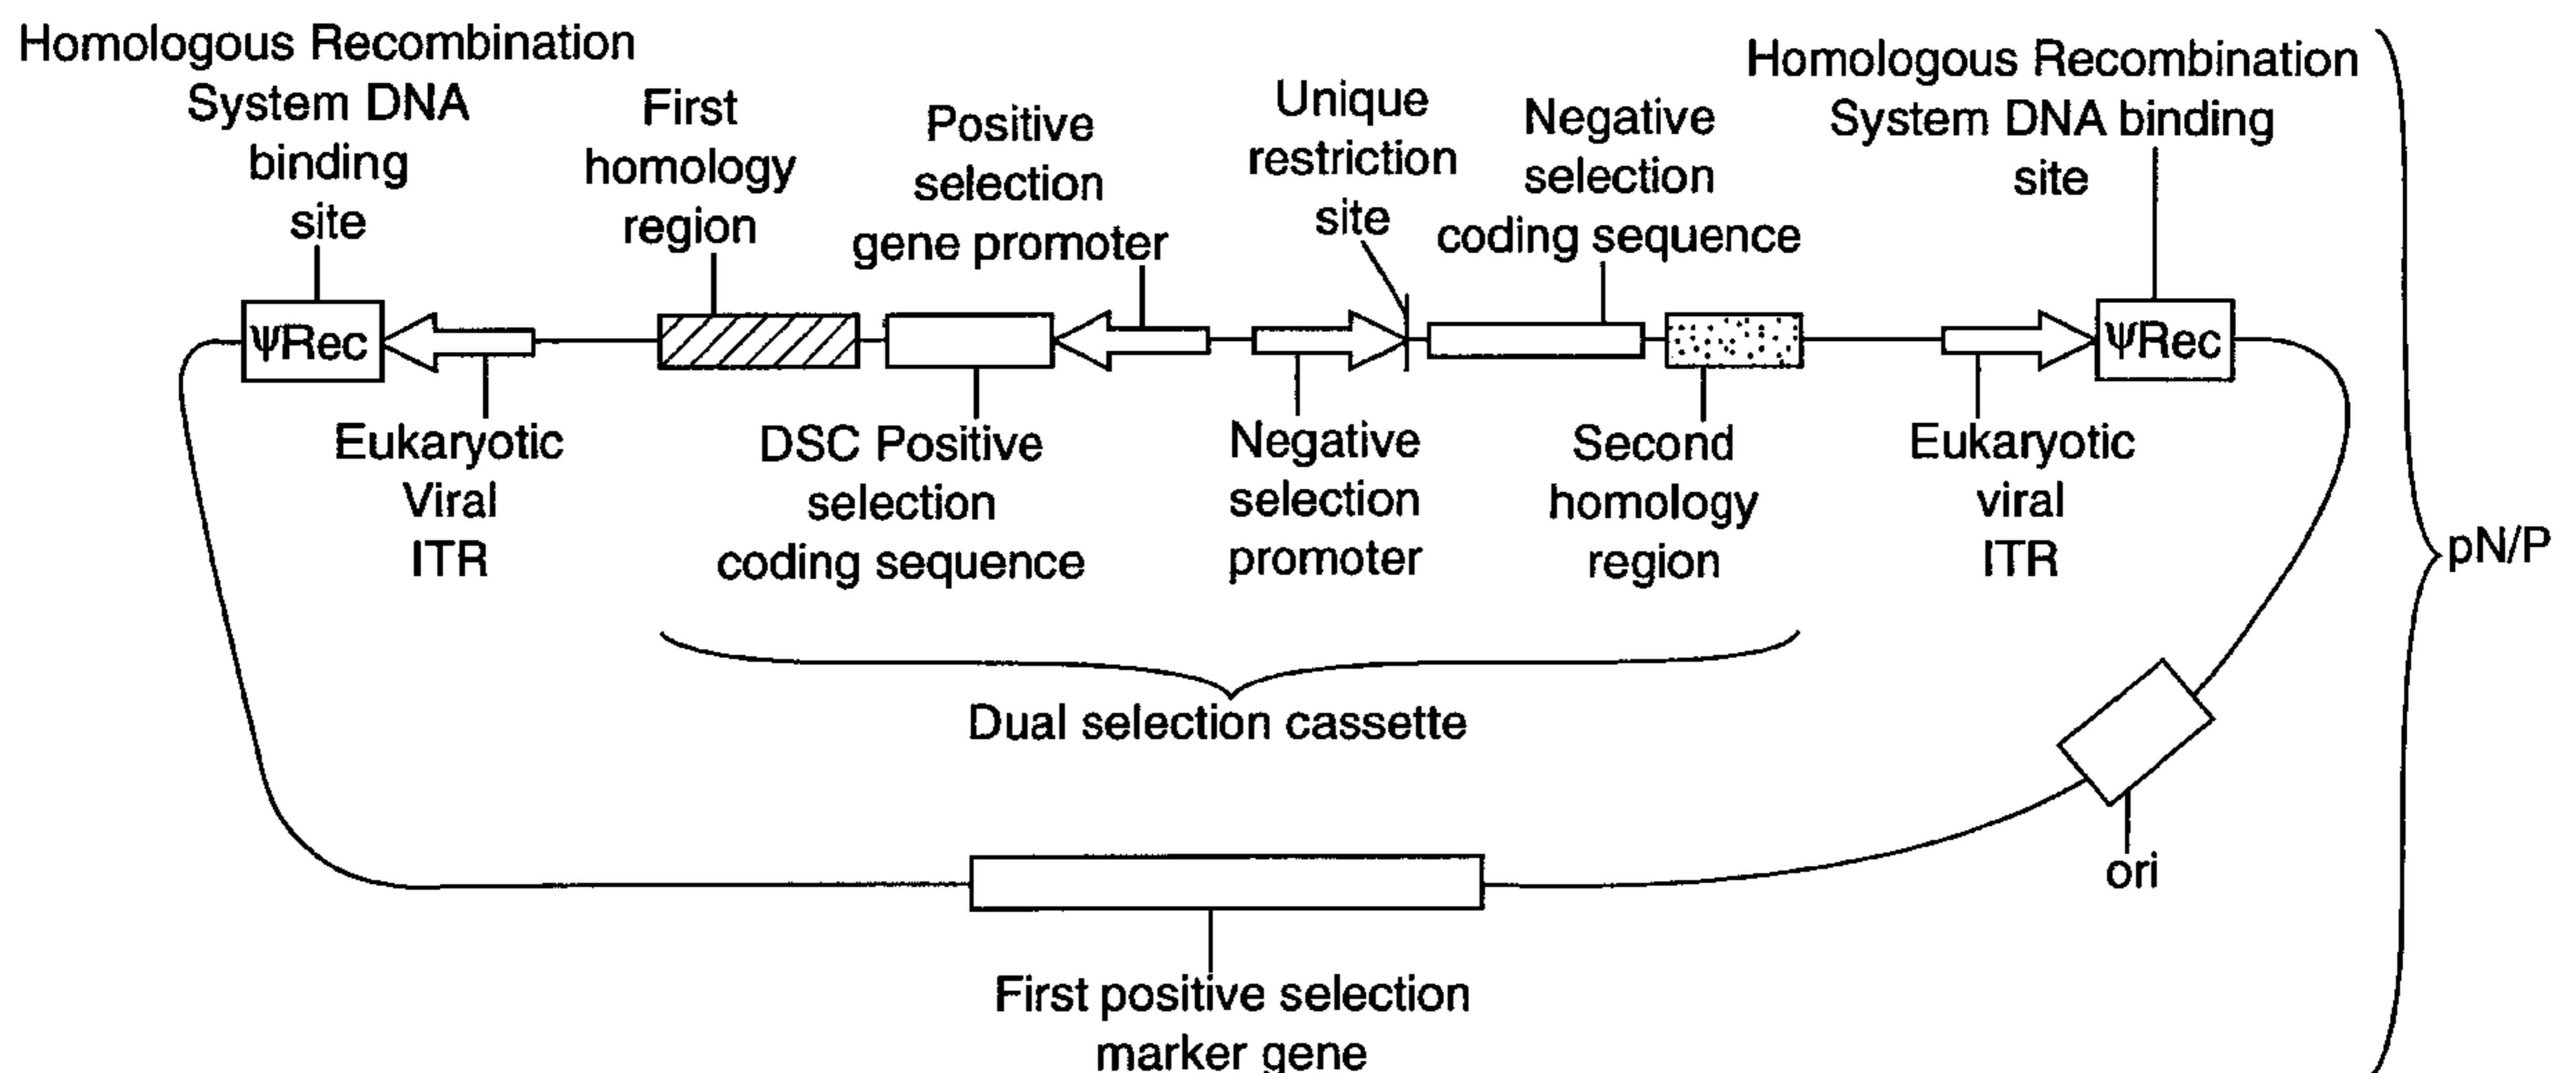 Homologous Recombination
System DNA
binding
site
First
homology
region
Positive
selection
gene promoter
Unique
restriction
site
Negative
selection
coding sequence
Homologous Recombination
System DNA binding
site
ΨRec
ΨRec
Eukaryotic
Viral
ITR
DSC Positive
selection
coding sequence
Negative
selection
promoter
Second
homology
region
Eukaryotic
viral
ITR
pN/P
Dual selection cassette
ori
First positive selection
marker gene